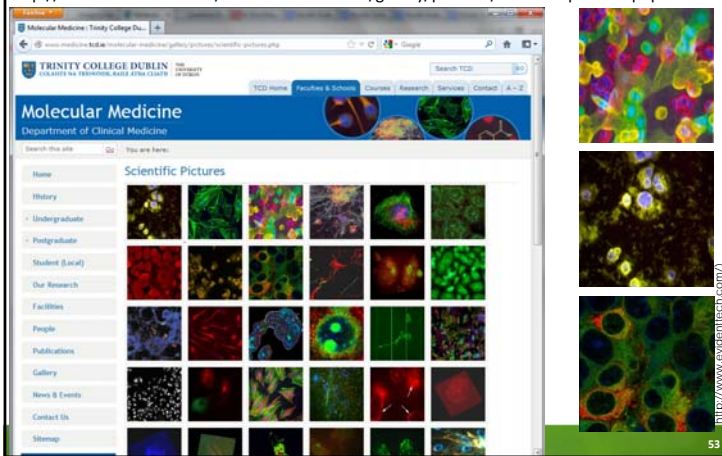 Firefox
Molecular Medicine : Trinity College Du...
www.medicine.tcd.ie/molecular-medicine/gallery/pictures/scientific-pictures.php
Google
TRINITY COLLEGE DUBLIN
COLÁISTE NA TRÍONÓIDE, BAILE ÁTHA CLIATH
THE UNIVERSITY OF DUBLIN
Search TCD
GO
TCD Home
Faculties & Schools
Courses
Research
Services
Contact
A – Z
Molecular Medicine
Department of Clinical Medicine
Search this site
Go
You are here:
Home
History
Undergraduate
Postgraduate
Student (Local)
Our Research
Facilities
People
Publications
Gallery
News & Events
Contact Us
Sitemap
Scientific Pictures
http://www.evidenttech.com/)
53